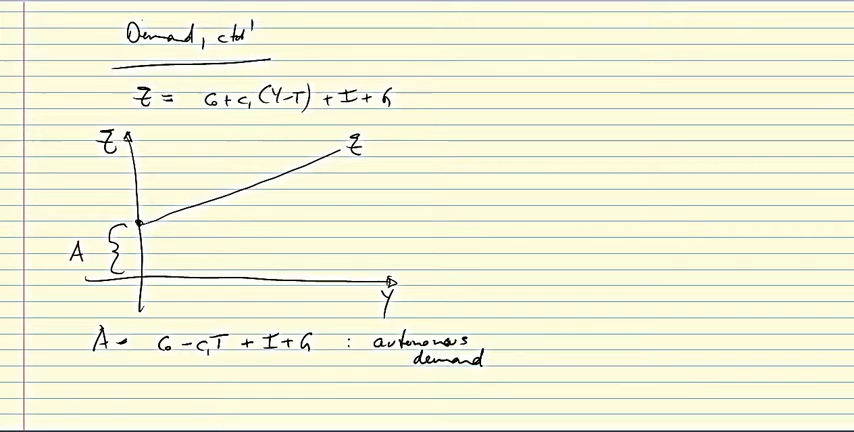 Demand, ctd'
Z = c₀+c₁(Y-T) + I + G
Z
Z
A
Y
A = c₀ - c₁T + I + G : autonomous
demand